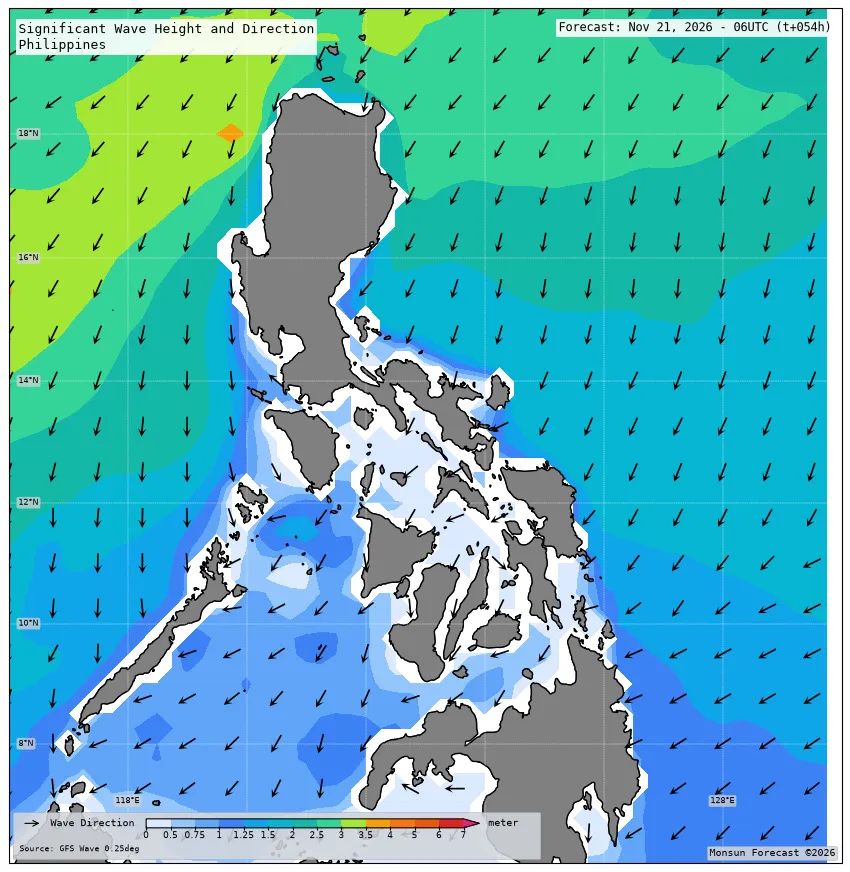 Significant Wave Height and Direction
Philippines
Forecast: Nov 21, 2026 - 06UTC (t+054h)
18°N
16°N
14°N
12°N
10°N
8°N
118°E
128°E
Wave Direction
0 0.5 0.75 1 1.25 1.5 2 2.5 3 3.5 4 5 6 7 meter
Source: GFS Wave 0.25deg
Monsun Forecast ©2026